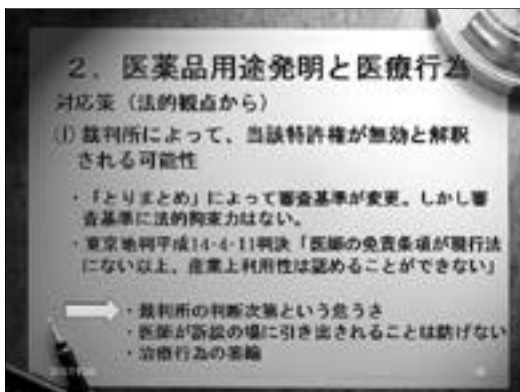 2. 医薬品用途発明と医療行為
対応策(法的観点から)
(1) 裁判所によって、当該特許権が無効と解釈
される可能性
・「とりまとめ」によって審査基準が変更。しかし審
査基準に法的拘束力はない。
・東京地判平成14・4・11判決「医師の免責条項が現行法
にない以上、産業上利用性は認めることができない」
・裁判所の判断次第という危うさ
・医師が訴訟の場に引き出されることは防げない
・治療行為の萎縮